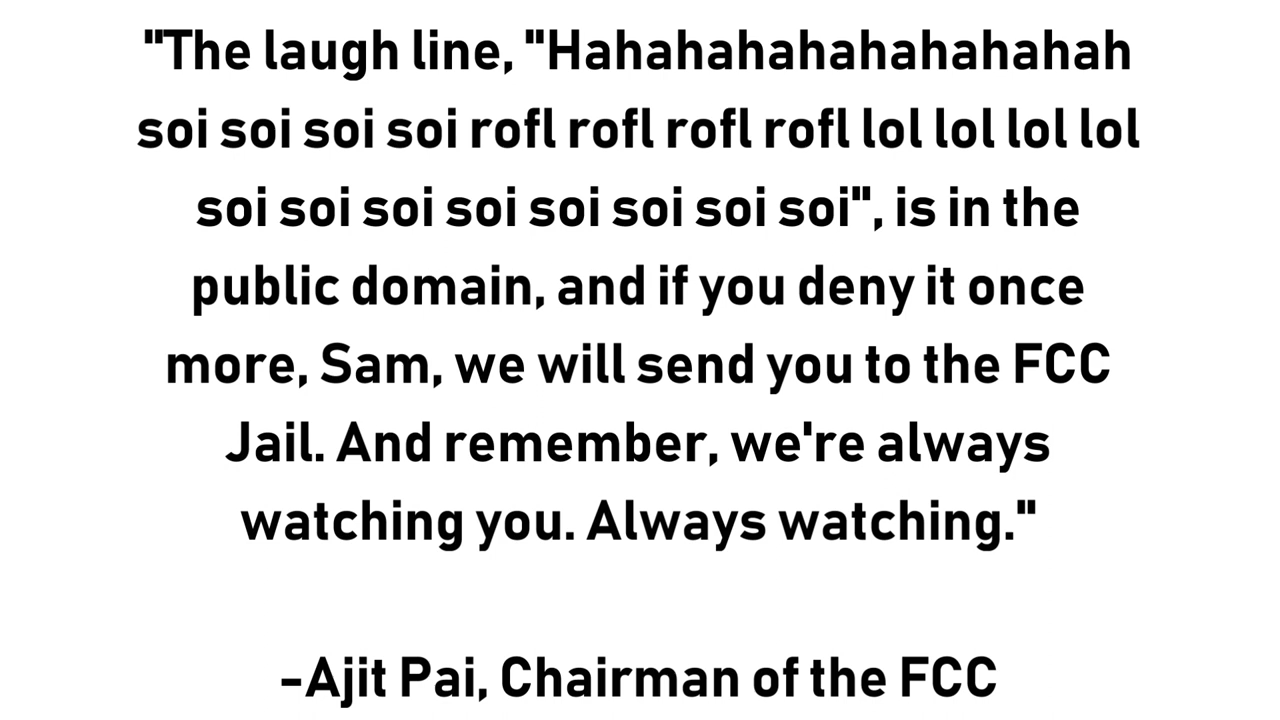 "The laugh line, "Hahahahahahahahahahah
soi soi soi soi rofl rofl rofl rofl lol lol lol lol
soi soi soi soi soi soi soi soi", is in the
public domain, and if you deny it once
more, Sam, we will send you to the FCC
Jail. And remember, we're always
watching you. Always watching."
-Ajit Pai, Chairman of the FCC